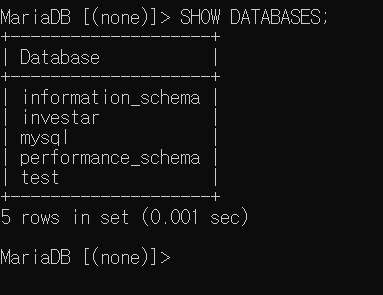 MariaDB [(none)]> SHOW DATABASES;
+--------------------+
| Database           |
+--------------------+
| information_schema |
| investar           |
| mysql              |
| performance_schema |
| test               |
+--------------------+
5 rows in set (0.001 sec)
MariaDB [(none)]>